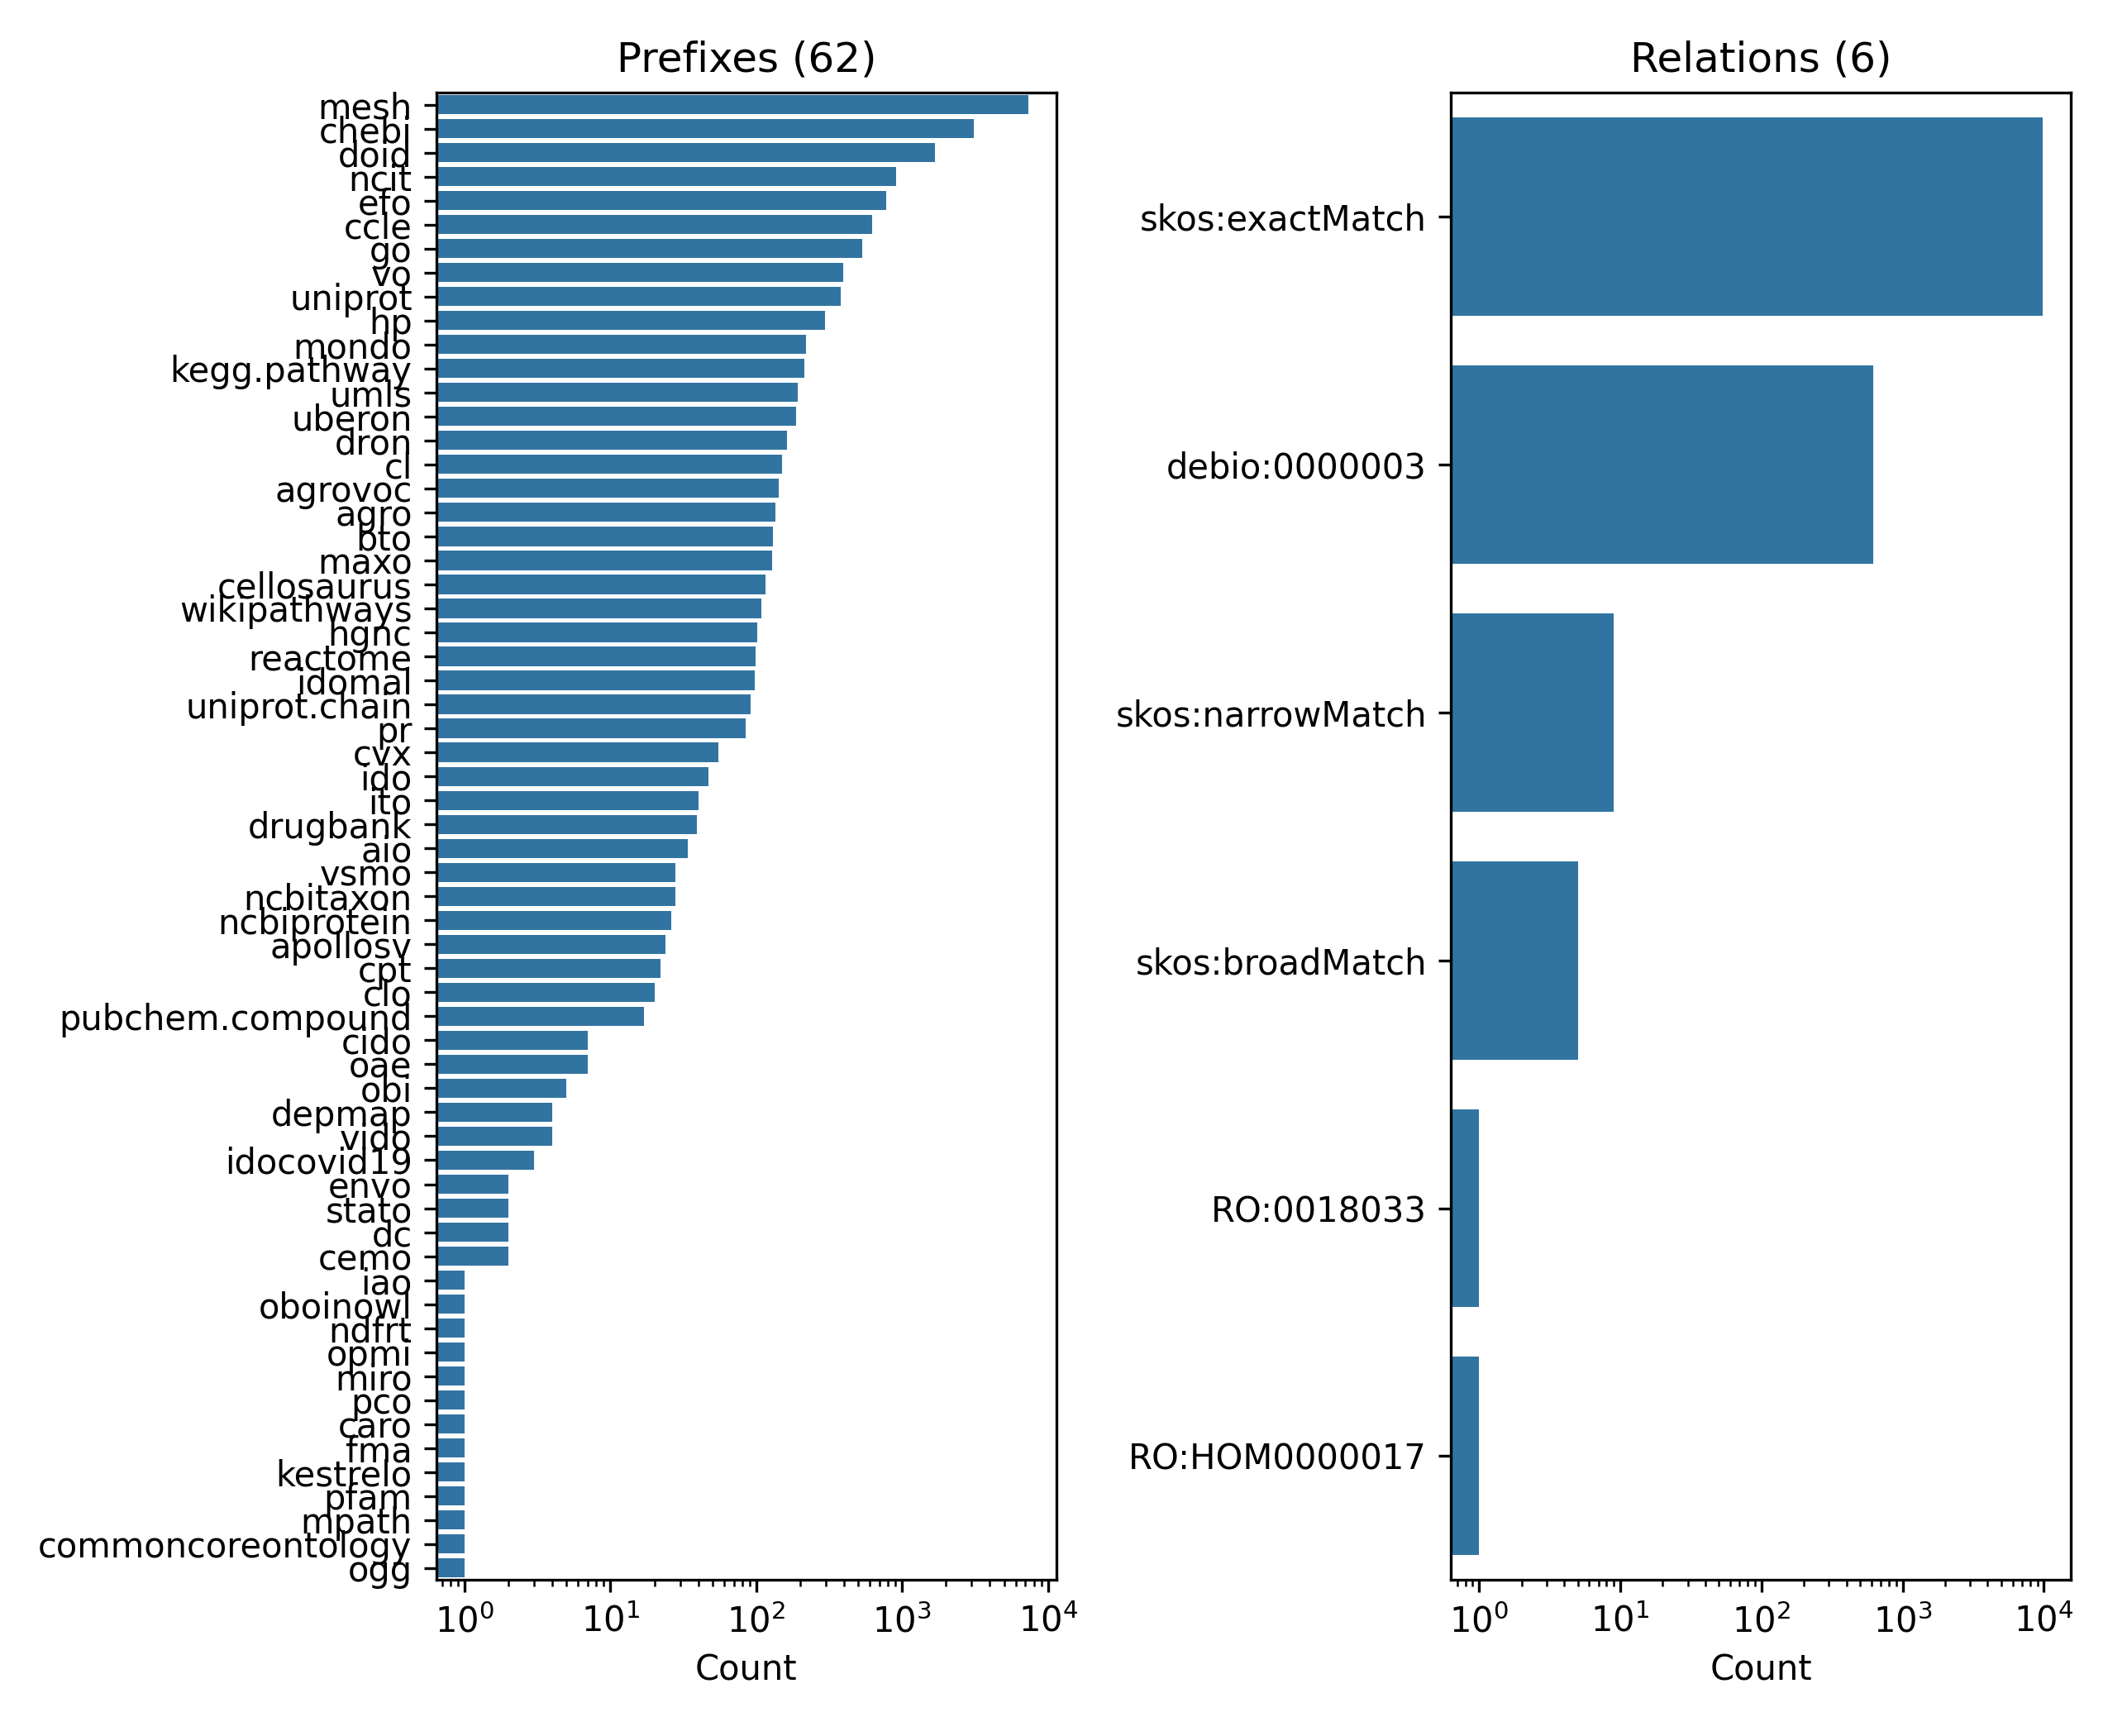 Prefixes (62)
mesh
chebi
doid
ncit
efo
ccle
go
vo
uniprot
hp
mondo
kegg.pathway
umls
uberon
dron
cl
agrovoc
agro
bto
maxo
cellosaurus
wikipathways
hgnc
reactome
idomal
uniprot.chain
pr
cvx
ido
ito
drugbank
aio
vsmo
ncbitaxon
ncbiprotein
apollosv
cpt
clo
pubchem.compound
cido
oae
obi
depmap
vido
idocovid19
envo
stato
dc
cemo
iao
oboinowl
ndfrt
opmi
miro
pco
caro
fma
kestrelo
pfam
mpath
commoncoreontology
ogg
10⁰ 10¹ 10² 10³ 10⁴
Count
Relations (6)
skos:exactMatch
debio:0000003
skos:narrowMatch
skos:broadMatch
RO:0018033
RO:HOM0000017
10⁰ 10¹ 10² 10³ 10⁴
Count